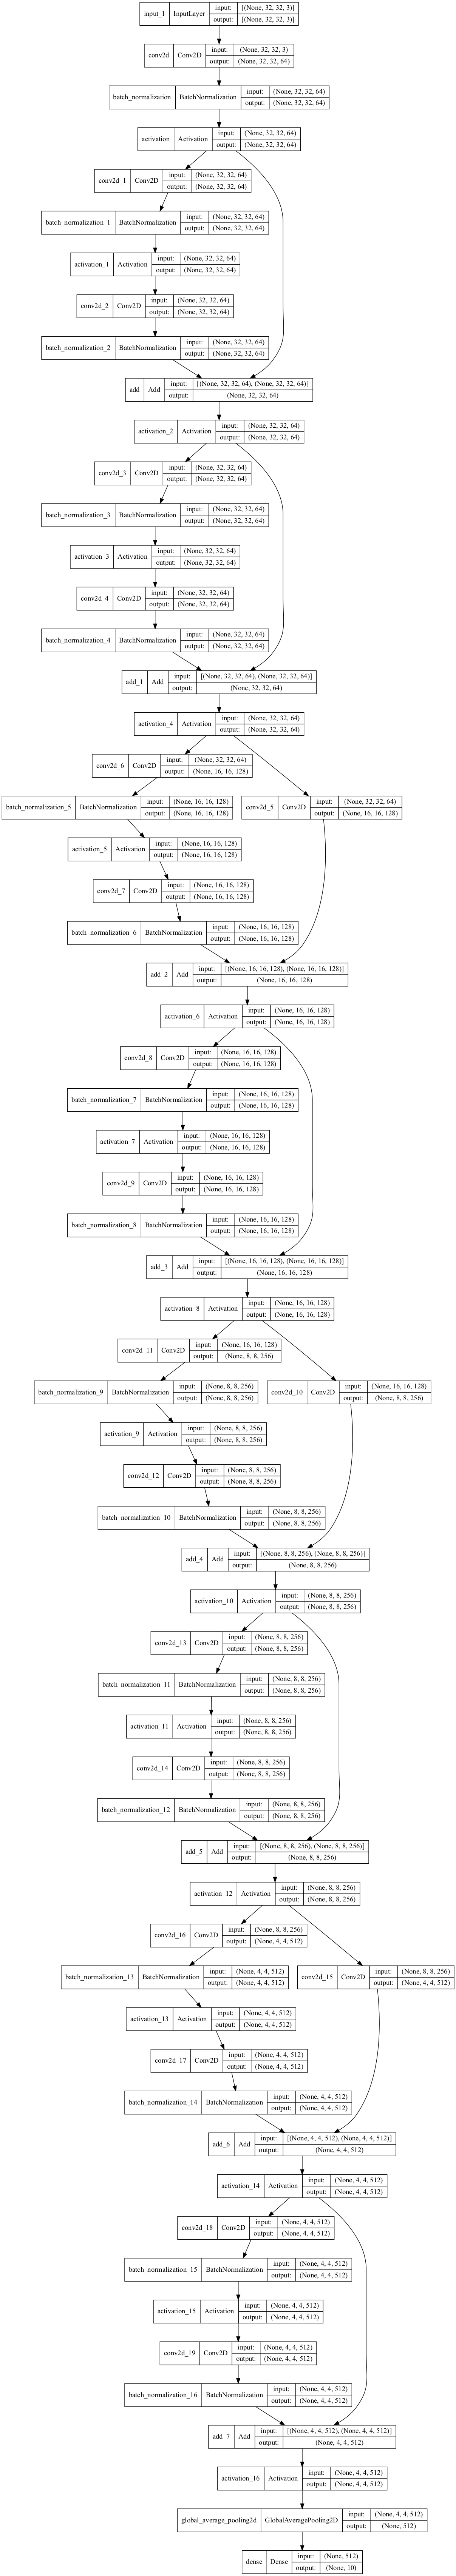 input_1 InputLayer input: [(None, 32, 32, 3)]
output: [(None, 32, 32, 3)]
conv2d Conv2D input: (None, 32, 32, 3)
output: (None, 32, 32, 64)
batch_normalization BatchNormalization input: (None, 32, 32, 64)
output: (None, 32, 32, 64)
activation Activation input: (None, 32, 32, 64)
output: (None, 32, 32, 64)
conv2d_1 Conv2D input: (None, 32, 32, 64)
output: (None, 32, 32, 64)
batch_normalization_1 BatchNormalization input: (None, 32, 32, 64)
output: (None, 32, 32, 64)
activation_1 Activation input: (None, 32, 32, 64)
output: (None, 32, 32, 64)
conv2d_2 Conv2D input: (None, 32, 32, 64)
output: (None, 32, 32, 64)
batch_normalization_2 BatchNormalization input: (None, 32, 32, 64)
output: (None, 32, 32, 64)
add Add input: [(None, 32, 32, 64), (None, 32, 32, 64)]
output: (None, 32, 32, 64)
activation_2 Activation input: (None, 32, 32, 64)
output: (None, 32, 32, 64)
conv2d_3 Conv2D input: (None, 32, 32, 64)
output: (None, 32, 32, 64)
batch_normalization_3 BatchNormalization input: (None, 32, 32, 64)
output: (None, 32, 32, 64)
activation_3 Activation input: (None, 32, 32, 64)
output: (None, 32, 32, 64)
conv2d_4 Conv2D input: (None, 32, 32, 64)
output: (None, 32, 32, 64)
batch_normalization_4 BatchNormalization input: (None, 32, 32, 64)
output: (None, 32, 32, 64)
add_1 Add input: [(None, 32, 32, 64), (None, 32, 32, 64)]
output: (None, 32, 32, 64)
activation_4 Activation input: (None, 32, 32, 64)
output: (None, 32, 32, 64)
conv2d_6 Conv2D input: (None, 32, 32, 64)
output: (None, 16, 16, 128)
batch_normalization_5 BatchNormalization input: (None, 16, 16, 128)
output: (None, 16, 16, 128)
conv2d_5 Conv2D input: (None, 32, 32, 64)
output: (None, 16, 16, 128)
activation_5 Activation input: (None, 16, 16, 128)
output: (None, 16, 16, 128)
conv2d_7 Conv2D input: (None, 16, 16, 128)
output: (None, 16, 16, 128)
batch_normalization_6 BatchNormalization input: (None, 16, 16, 128)
output: (None, 16, 16, 128)
add_2 Add input: [(None, 16, 16, 128), (None, 16, 16, 128)]
output: (None, 16, 16, 128)
activation_6 Activation input: (None, 16, 16, 128)
output: (None, 16, 16, 128)
conv2d_8 Conv2D input: (None, 16, 16, 128)
output: (None, 16, 16, 128)
batch_normalization_7 BatchNormalization input: (None, 16, 16, 128)
output: (None, 16, 16, 128)
activation_7 Activation input: (None, 16, 16, 128)
output: (None, 16, 16, 128)
conv2d_9 Conv2D input: (None, 16, 16, 128)
output: (None, 16, 16, 128)
batch_normalization_8 BatchNormalization input: (None, 16, 16, 128)
output: (None, 16, 16, 128)
add_3 Add input: [(None, 16, 16, 128), (None, 16, 16, 128)]
output: (None, 16, 16, 128)
activation_8 Activation input: (None, 16, 16, 128)
output: (None, 16, 16, 128)
conv2d_11 Conv2D input: (None, 16, 16, 128)
output: (None, 8, 8, 256)
batch_normalization_9 BatchNormalization input: (None, 8, 8, 256)
output: (None, 8, 8, 256)
conv2d_10 Conv2D input: (None, 16, 16, 128)
output: (None, 8, 8, 256)
activation_9 Activation input: (None, 8, 8, 256)
output: (None, 8, 8, 256)
conv2d_12 Conv2D input: (None, 8, 8, 256)
output: (None, 8, 8, 256)
batch_normalization_10 BatchNormalization input: (None, 8, 8, 256)
output: (None, 8, 8, 256)
add_4 Add input: [(None, 8, 8, 256), (None, 8, 8, 256)]
output: (None, 8, 8, 256)
activation_10 Activation input: (None, 8, 8, 256)
output: (None, 8, 8, 256)
conv2d_13 Conv2D input: (None, 8, 8, 256)
output: (None, 8, 8, 256)
batch_normalization_11 BatchNormalization input: (None, 8, 8, 256)
output: (None, 8, 8, 256)
activation_11 Activation input: (None, 8, 8, 256)
output: (None, 8, 8, 256)
conv2d_14 Conv2D input: (None, 8, 8, 256)
output: (None, 8, 8, 256)
batch_normalization_12 BatchNormalization input: (None, 8, 8, 256)
output: (None, 8, 8, 256)
add_5 Add input: [(None, 8, 8, 256), (None, 8, 8, 256)]
output: (None, 8, 8, 256)
activation_12 Activation input: (None, 8, 8, 256)
output: (None, 8, 8, 256)
conv2d_16 Conv2D input: (None, 8, 8, 256)
output: (None, 4, 4, 512)
batch_normalization_13 BatchNormalization input: (None, 4, 4, 512)
output: (None, 4, 4, 512)
conv2d_15 Conv2D input: (None, 8, 8, 256)
output: (None, 4, 4, 512)
activation_13 Activation input: (None, 4, 4, 512)
output: (None, 4, 4, 512)
conv2d_17 Conv2D input: (None, 4, 4, 512)
output: (None, 4, 4, 512)
batch_normalization_14 BatchNormalization input: (None, 4, 4, 512)
output: (None, 4, 4, 512)
add_6 Add input: [(None, 4, 4, 512), (None, 4, 4, 512)]
output: (None, 4, 4, 512)
activation_14 Activation input: (None, 4, 4, 512)
output: (None, 4, 4, 512)
conv2d_18 Conv2D input: (None, 4, 4, 512)
output: (None, 4, 4, 512)
batch_normalization_15 BatchNormalization input: (None, 4, 4, 512)
output: (None, 4, 4, 512)
activation_15 Activation input: (None, 4, 4, 512)
output: (None, 4, 4, 512)
conv2d_19 Conv2D input: (None, 4, 4, 512)
output: (None, 4, 4, 512)
batch_normalization_16 BatchNormalization input: (None, 4, 4, 512)
output: (None, 4, 4, 512)
add_7 Add input: [(None, 4, 4, 512), (None, 4, 4, 512)]
output: (None, 4, 4, 512)
activation_16 Activation input: (None, 4, 4, 512)
output: (None, 4, 4, 512)
global_average_pooling2d GlobalAveragePooling2D input: (None, 4, 4, 512)
output: (None, 512)
dense Dense input: (None, 512)
output: (None, 10)